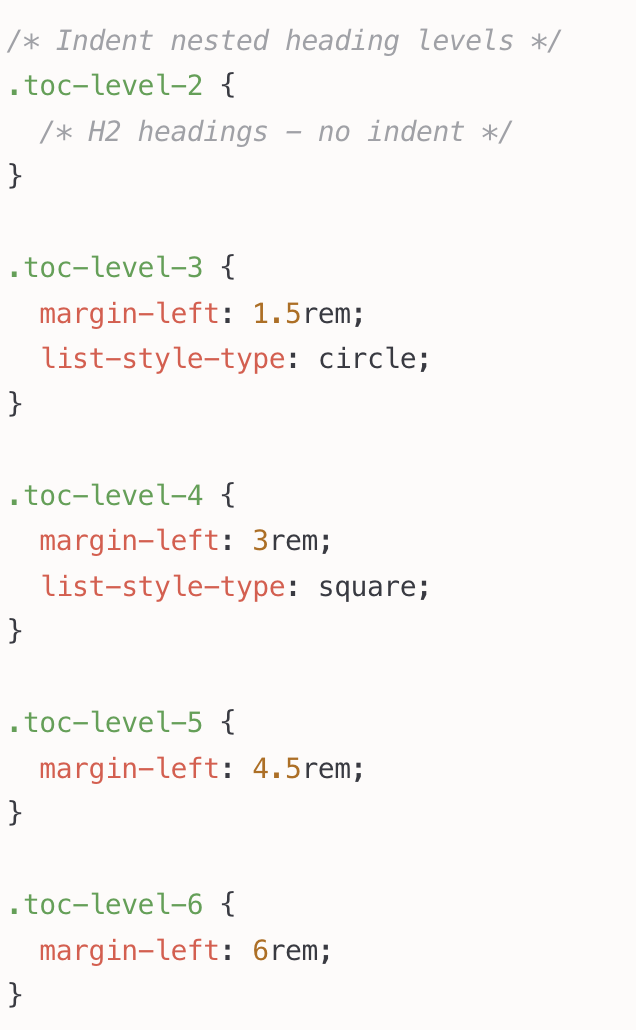 /* Indent nested heading levels */
.toc-level-2 {
  /* H2 headings - no indent */
}

.toc-level-3 {
  margin-left: 1.5rem;
  list-style-type: circle;
}

.toc-level-4 {
  margin-left: 3rem;
  list-style-type: square;
}

.toc-level-5 {
  margin-left: 4.5rem;
}

.toc-level-6 {
  margin-left: 6rem;
}